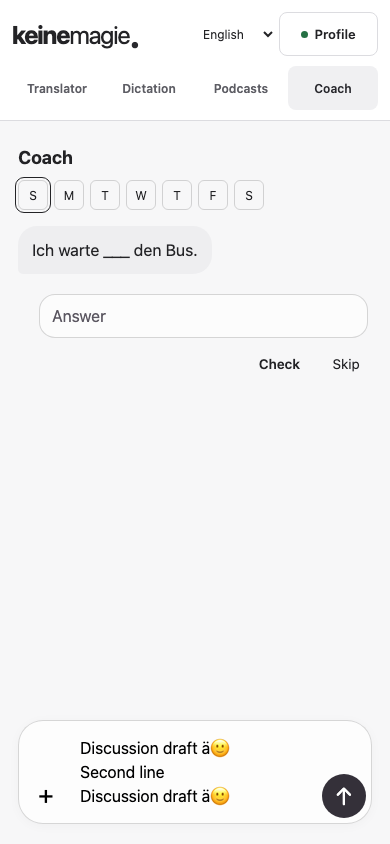 keinemagie.
English
Profile
Translator Dictation Podcasts Coach
Coach
S M T W T F S
Ich warte ___ den Bus.
Answer
Check Skip
Discussion draft ä🙂
Second line
Discussion draft ä🙂